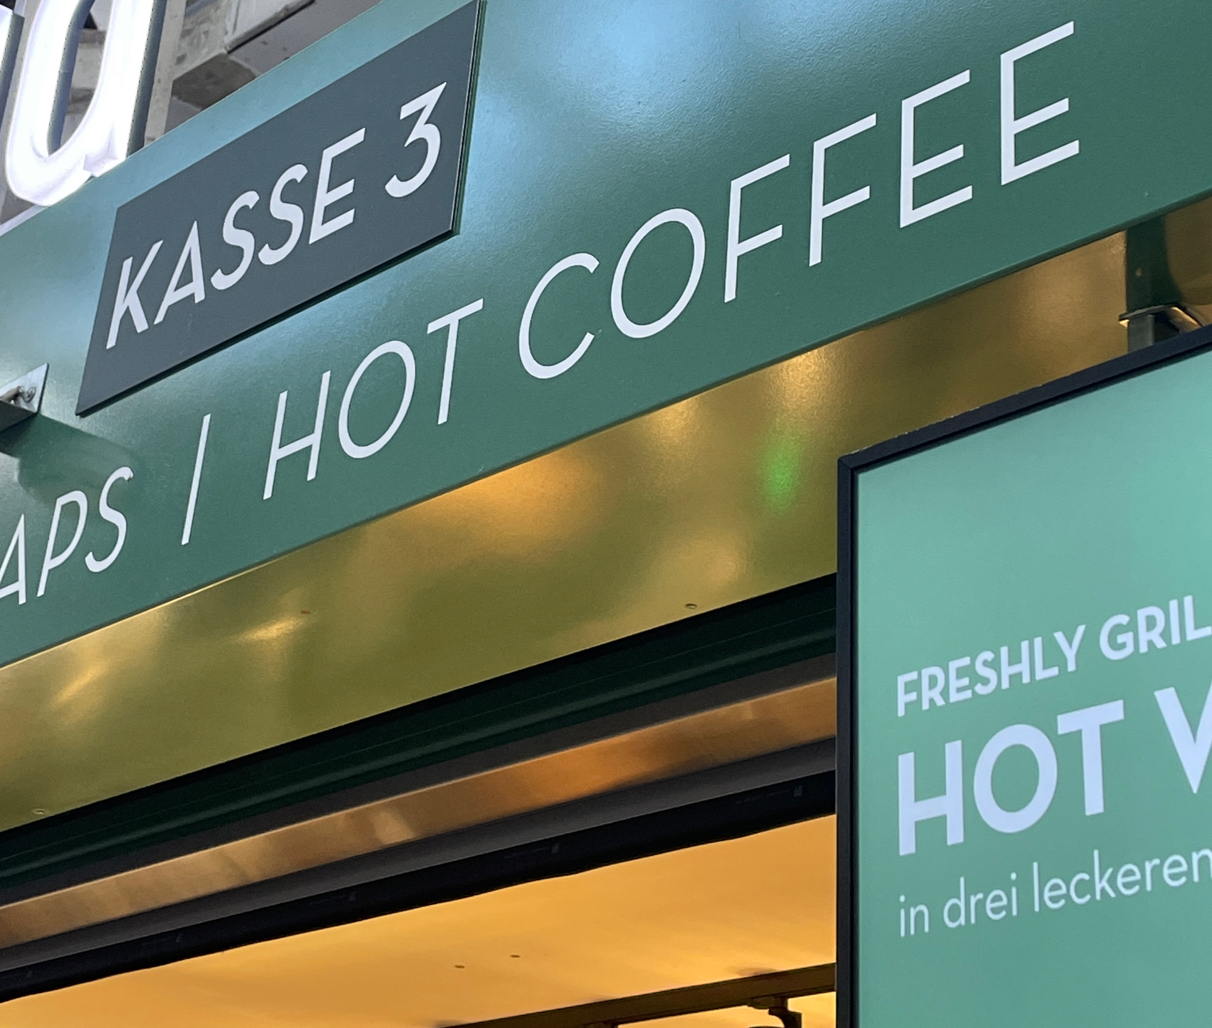 KASSE 3
APS / HOT COFFEE
FRESHLY GRIL
HOT
in drei leckeren